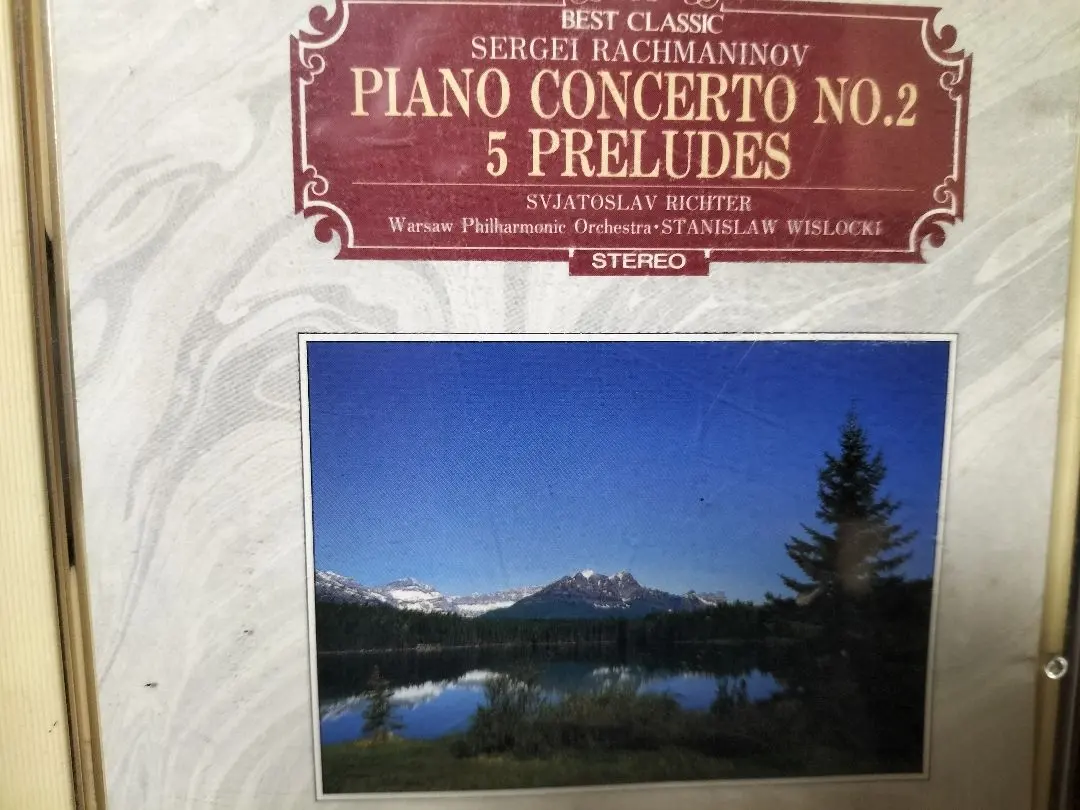 BEST CLASSIC
SERGEI RACHMANINOV
PIANO CONCERTO NO.2
5 PRELUDES
SVJATOSLAV RICHTER
Warsaw Philharmonic Orchestra·STANISLAW WISLOCKI
STEREO